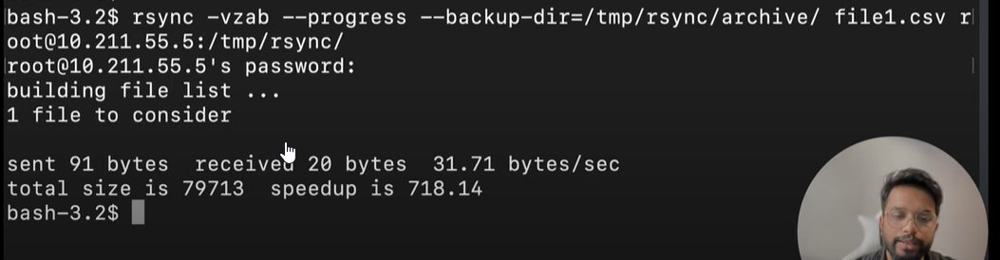 bash-3.2$ rsync -vzab --progress --backup-dir=/tmp/rsync/archive/ file1.csv r
oot@10.211.55.5:/tmp/rsync/
root@10.211.55.5's password:
building file list ...
1 file to consider
sent 91 bytes  received 20 bytes  31.71 bytes/sec
total size is 79713  speedup is 718.14
bash-3.2$